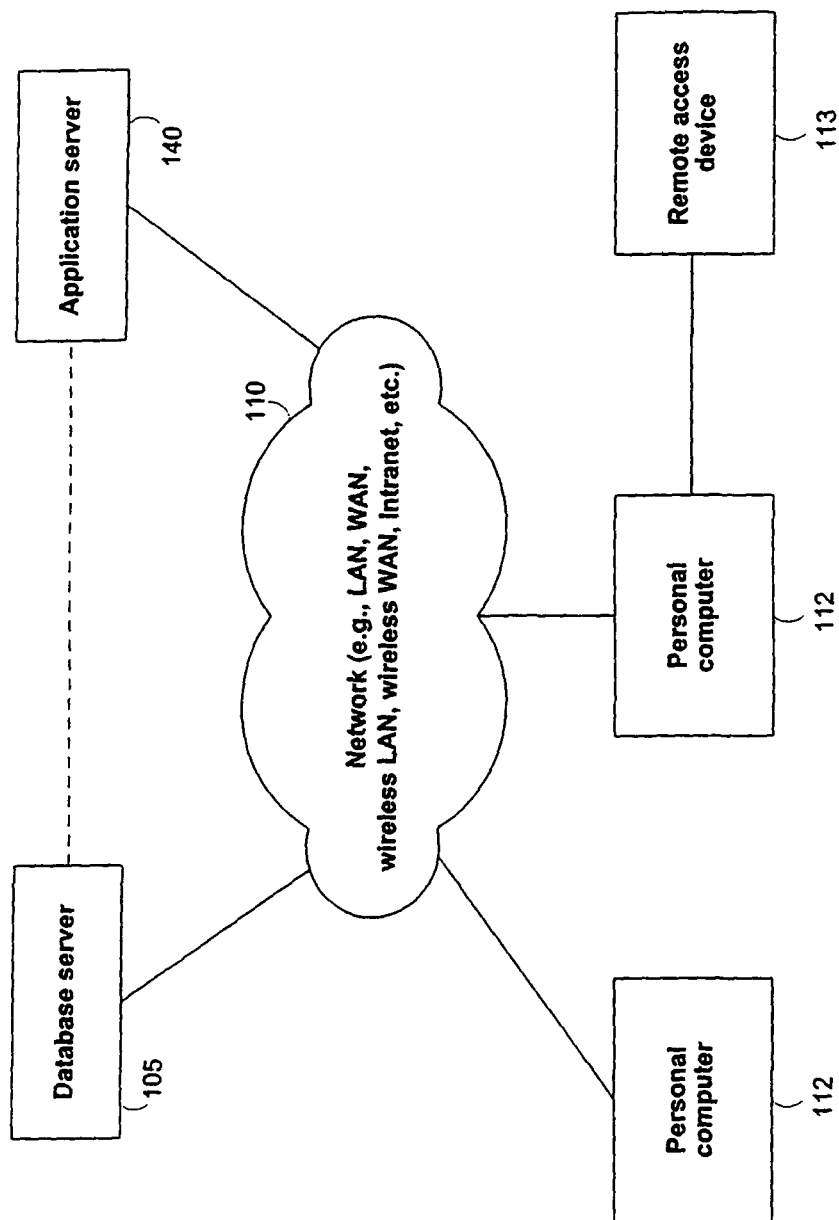 Database server
105
Application server
140
110
Network (e.g., LAN, WAN,
wireless LAN, wireless WAN, Intranet, etc.)
Personal
computer
112
Personal
computer
112
Remote access
device
113